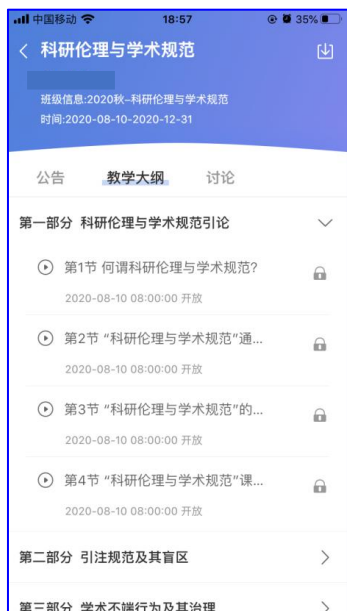 中国移动 18:57 35%
科研伦理与学术规范
班级信息:2020秋–科研伦理与学术规范
时间:2020-08-10-2020-12-31
公告 教学大纲 讨论
第一部分 科研伦理与学术规范引论
第1节 何谓科研伦理与学术规范?
2020-08-10 08:00:00 开放
第2节 “科研伦理与学术规范”通...
2020-08-10 08:00:00 开放
第3节 “科研伦理与学术规范”的...
2020-08-10 08:00:00 开放
第4节 “科研伦理与学术规范”课...
2020-08-10 08:00:00 开放
第二部分 引注规范及其盲区
第三部分 学术不端行为及其治理